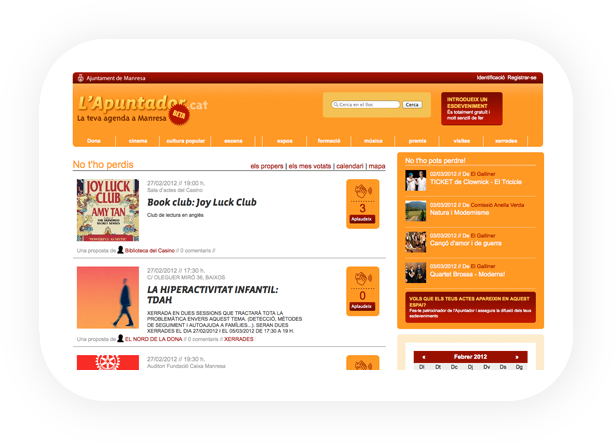 Ajuntament de Manresa
Identificació Registrar-se
L'Apuntador.cat
BETA
La teva agenda a Manresa
Cerca en el lloc
Cerca
INTRODUEIX UN
ESDEVENIMENT
És totalment gratuït i
molt senzill de fer
Dona cinema cultura popular escena espos formació música premis visites xerrades
No t'ho perdis
els propers | els mes votats | calendari | mapa
27/02/2012 // 19:00 h.
Sala d'actes del Casino
Book club: Joy Luck Club
Club de lectura en anglès
JOY LUCK
CLUB
AMY TAN
3
Aplaudeix
Una proposta de Biblioteca del Casino // 0 comentaris //
27/02/2012 // 17:30 h.
C/ OLEGUER MIRÓ 36, BAIXOS
LA HIPERACTIVITAT INFANTIL:
TDAH
XERRADA EN DUES SESSIONS QUE TRACTARÀ TOTA LA
PROBLEMÀTICA ENVERS AQUEST TEMA. (DETECCIÓ, MÈTODES
DE SEGUIMENT I AUTOAJUDA A FAMÍLIES...). SERAN DUES
XERRADES EL DIA 27/02/2012 I EL 05/03/2012 DE 17:30 A 19 H.
0
Aplaudeix
Una proposta de EL NORD DE LA DONA // 0 comentaris // XERRADES
27/02/2012 // 17:30 h.
Auditori Fundació Caixa Manresa
No t'ho pols perdre!
02/03/2012 // De El Galliner
TICKET de Clownick - El Tricicle
02/03/2012 // De Comissió Anella Verda
Natura i Modernisme
03/03/2012 // De El Galliner
Cançó d'amor i de guerra
03/03/2012 // De El Galliner
Quartet Brossa - Moderns!
VOLS QUE ELS TEUS ACTES APAREIXIN EN AQUEST
ESPAI?
Fes-te patrocinador de l'Apuntador i assegura la difusió dels teus
esdeveniments
« Febrer 2012 »
Dl Dt Dc Dj Dv Ds Dg